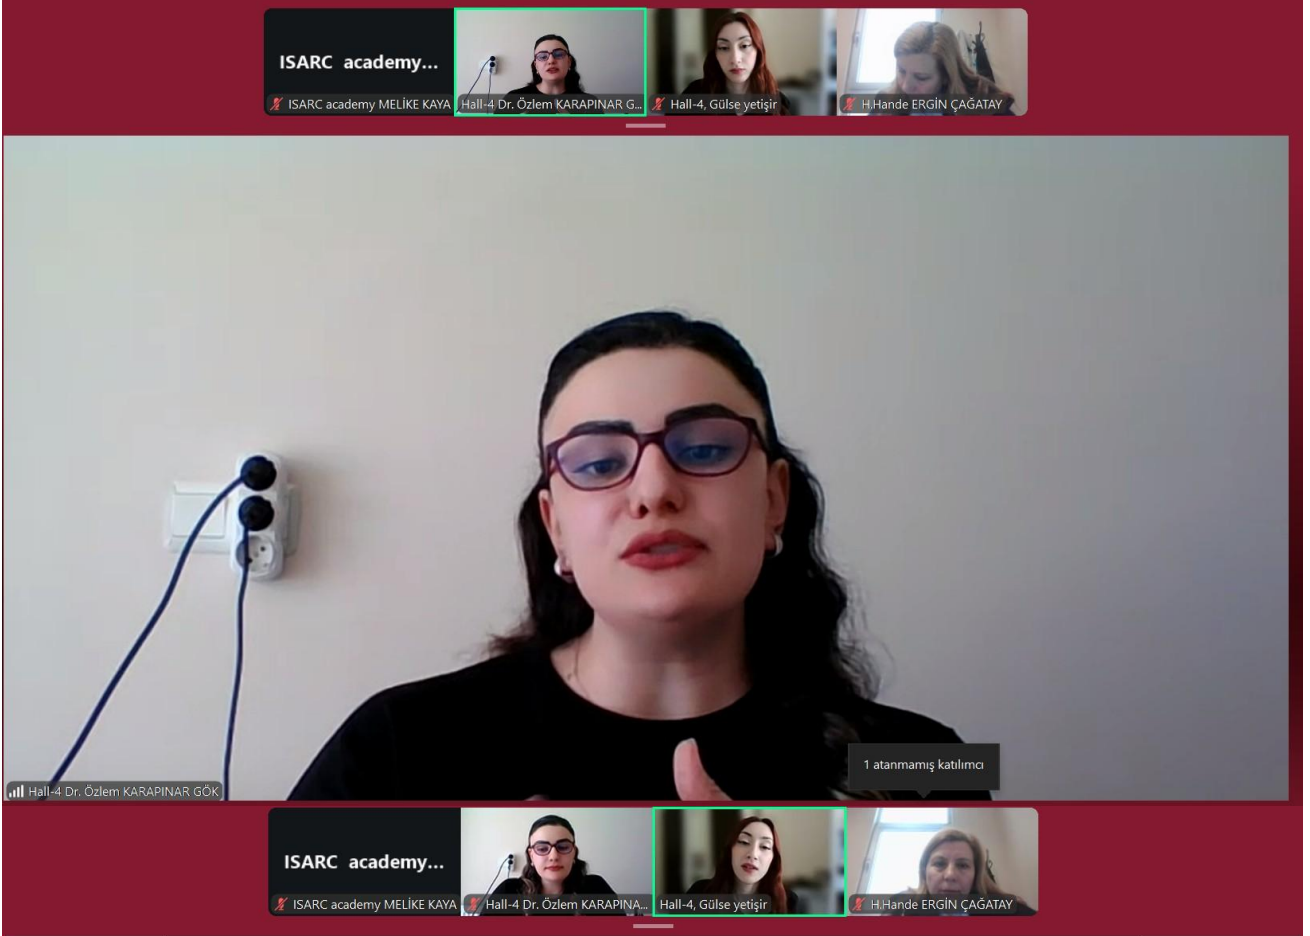 ISARC academy...
ISARC academy MELİKE KAYA
Hall-4 Dr. Özlem KARAPINAR G...
Hall-4, Gülse yetişir
H.Hande ERGİN ÇAĞATAY
1 atanmamış katılımcı
Hall-4 Dr. Özlem KARAPINAR GÖK
ISARC academy...
ISARC academy MELİKE KAYA
Hall-4 Dr. Özlem KARAPINA...
Hall-4, Gülse yetişir
H.Hande ERGİN ÇAĞATAY